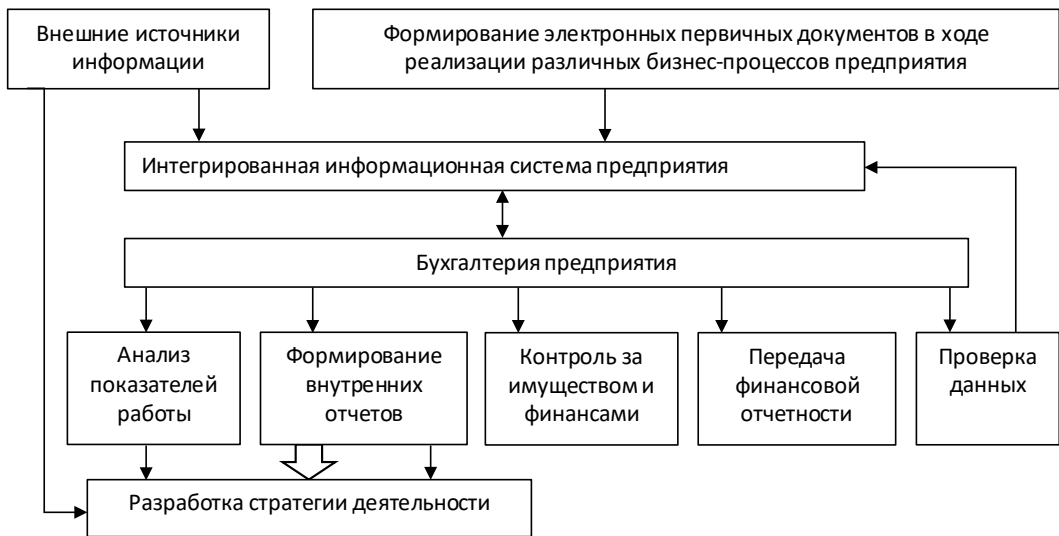 Внешние источники
информации
Формирование электронных первичных документов в ходе
реализации различных бизнес-процессов предприятия
Интегрированная информационная система предприятия
Бухгалтерия предприятия
Анализ
показателей
работы
Формирование
внутренних
отчетов
Контроль за
имуществом и
финансами
Передача
финансовой
отчетности
Проверка
данных
Разработка стратегии деятельности